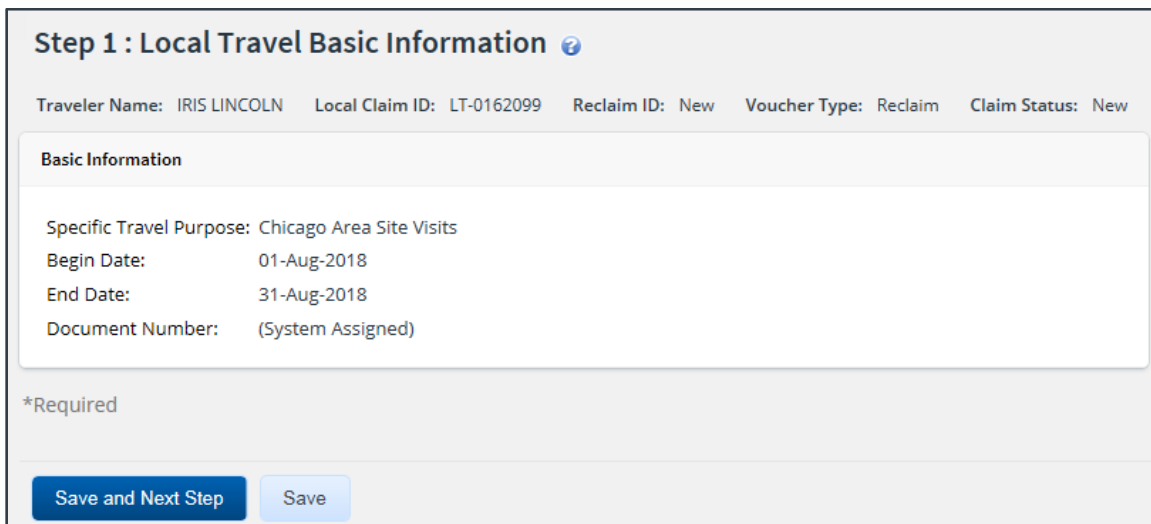 Step 1 : Local Travel Basic Information ?
Traveler Name: IRIS LINCOLN Local Claim ID: LT-0162099 Reclaim ID: New Voucher Type: Reclaim Claim Status: New
Basic Information
Specific Travel Purpose: Chicago Area Site Visits
Begin Date: 01-Aug-2018
End Date: 31-Aug-2018
Document Number: (System Assigned)
*Required
Save and Next Step Save